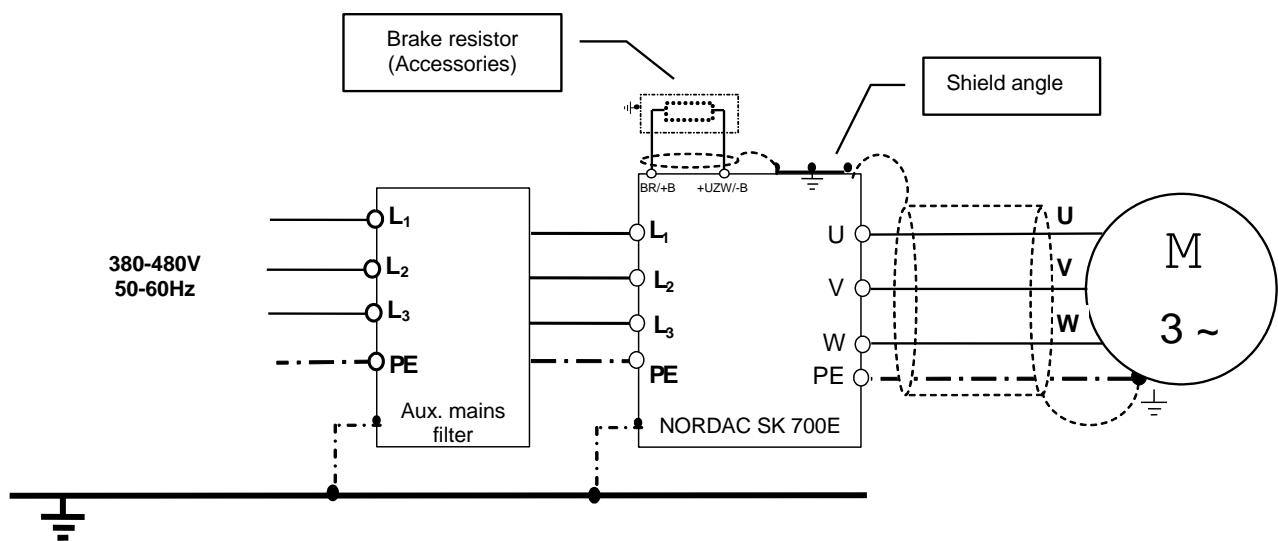 Brake resistor
(Accessories)
Shield angle
BR/+B
+UZW/-B
380-480V
50-60Hz
L1
L2
L3
PE
Aux. mains
filter
L1
L2
L3
PE
U
V
W
PE
NORDAC SK 700E
U
V
W
M
3 ~